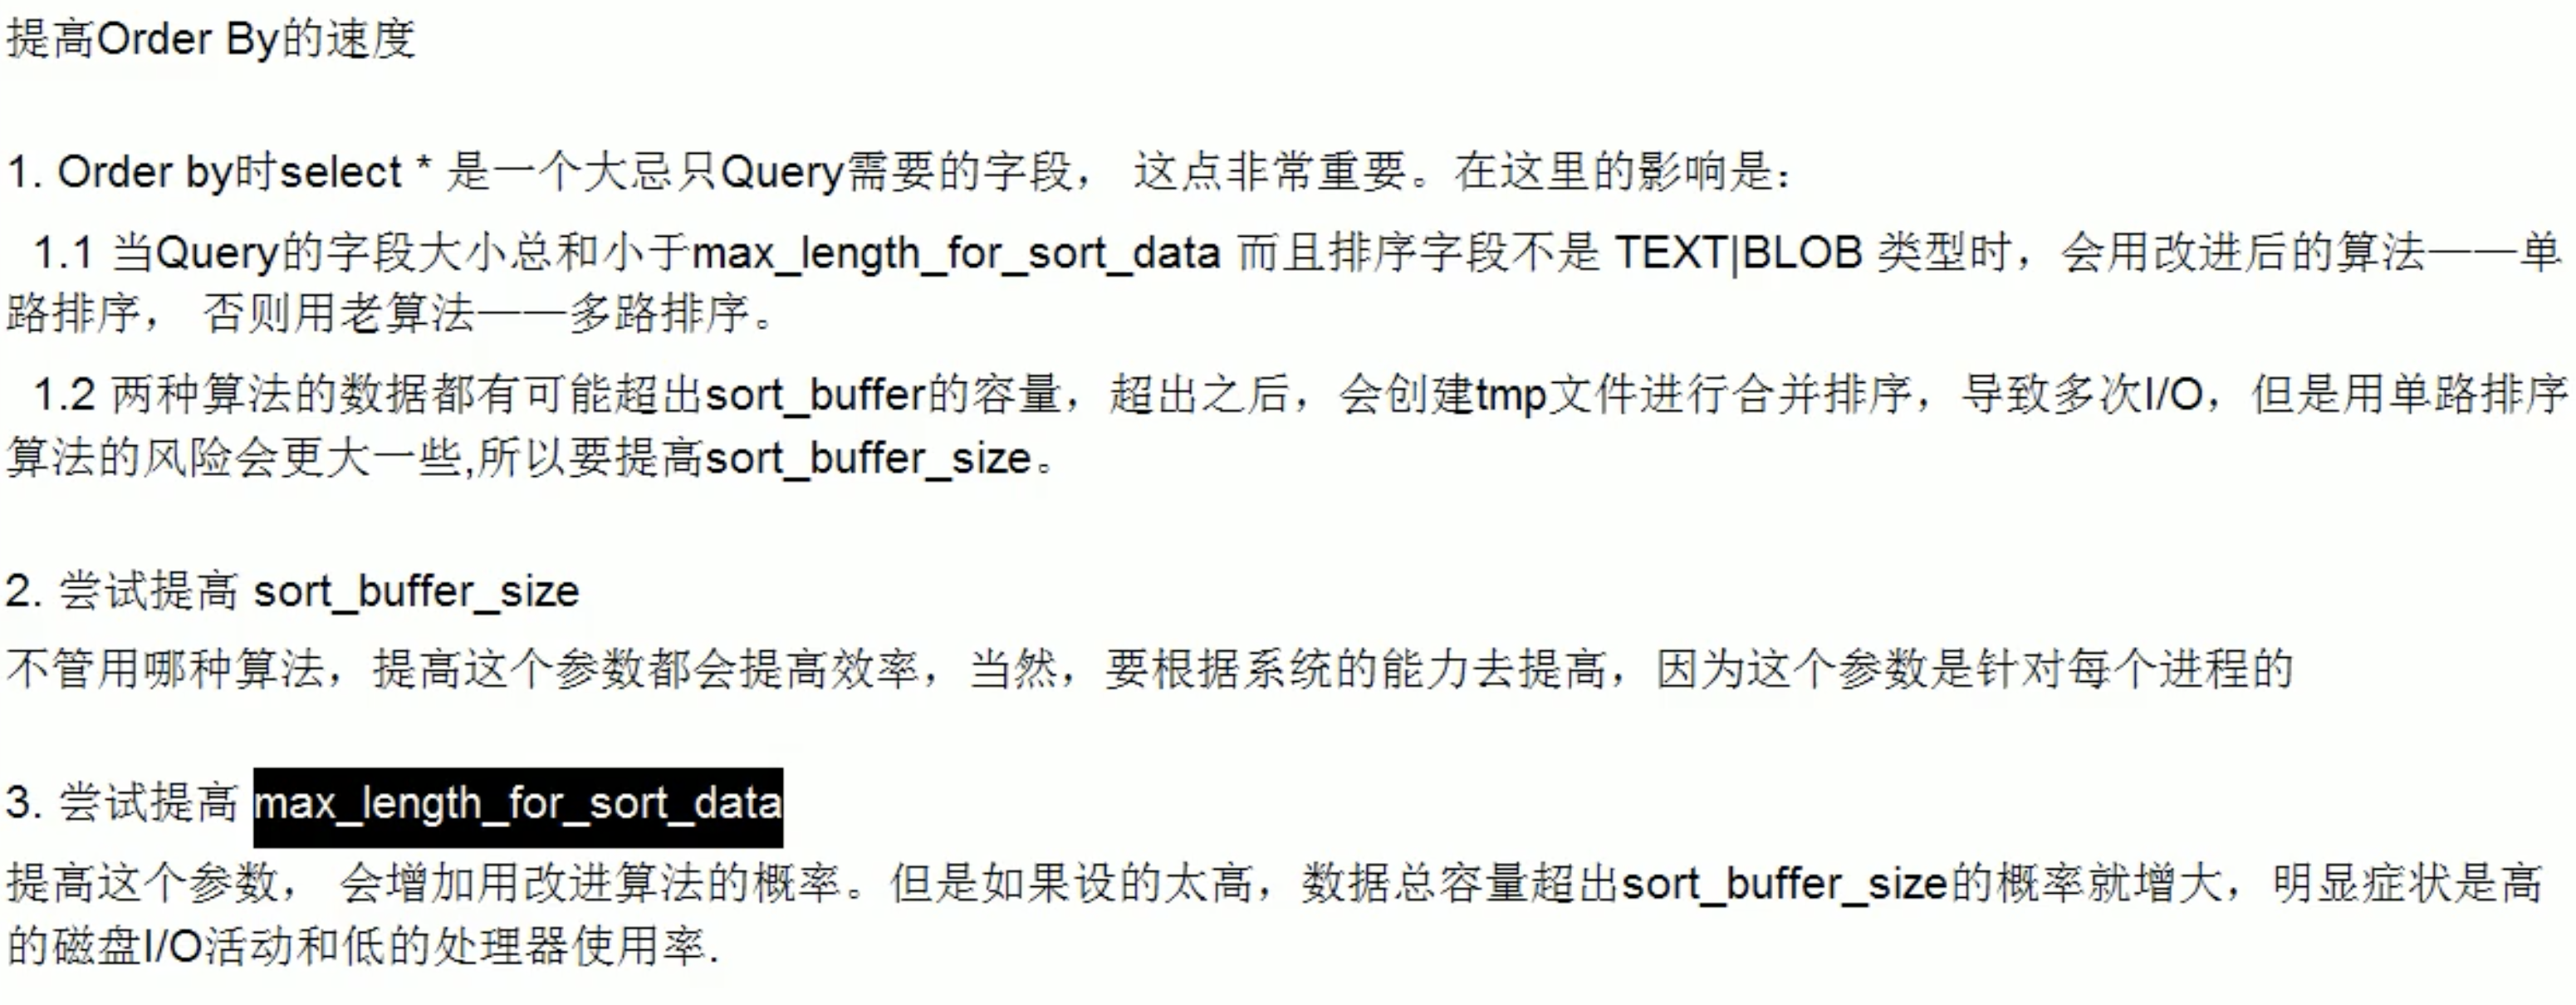 提高Order By的速度
1. Order by时select * 是一个大忌只Query需要的字段， 这点非常重要。在这里的影响是：
1.1 当Query的字段大小总和小于max_length_for_sort_data 而且排序字段不是 TEXT|BLOB 类型时，会用改进后的算法——单
路排序， 否则用老算法——多路排序。
1.2 两种算法的数据都有可能超出sort_buffer的容量，超出之后，会创建tmp文件进行合并排序，导致多次I/O，但是用单路排序
算法的风险会更大一些,所以要提高sort_buffer_size。
2. 尝试提高 sort_buffer_size
不管用哪种算法，提高这个参数都会提高效率，当然，要根据系统的能力去提高，因为这个参数是针对每个进程的
3. 尝试提高 max_length_for_sort_data
提高这个参数， 会增加用改进算法的概率。但是如果设的太高，数据总容量超出sort_buffer_size的概率就增大，明显症状是高
的磁盘I/O活动和低的处理器使用率.